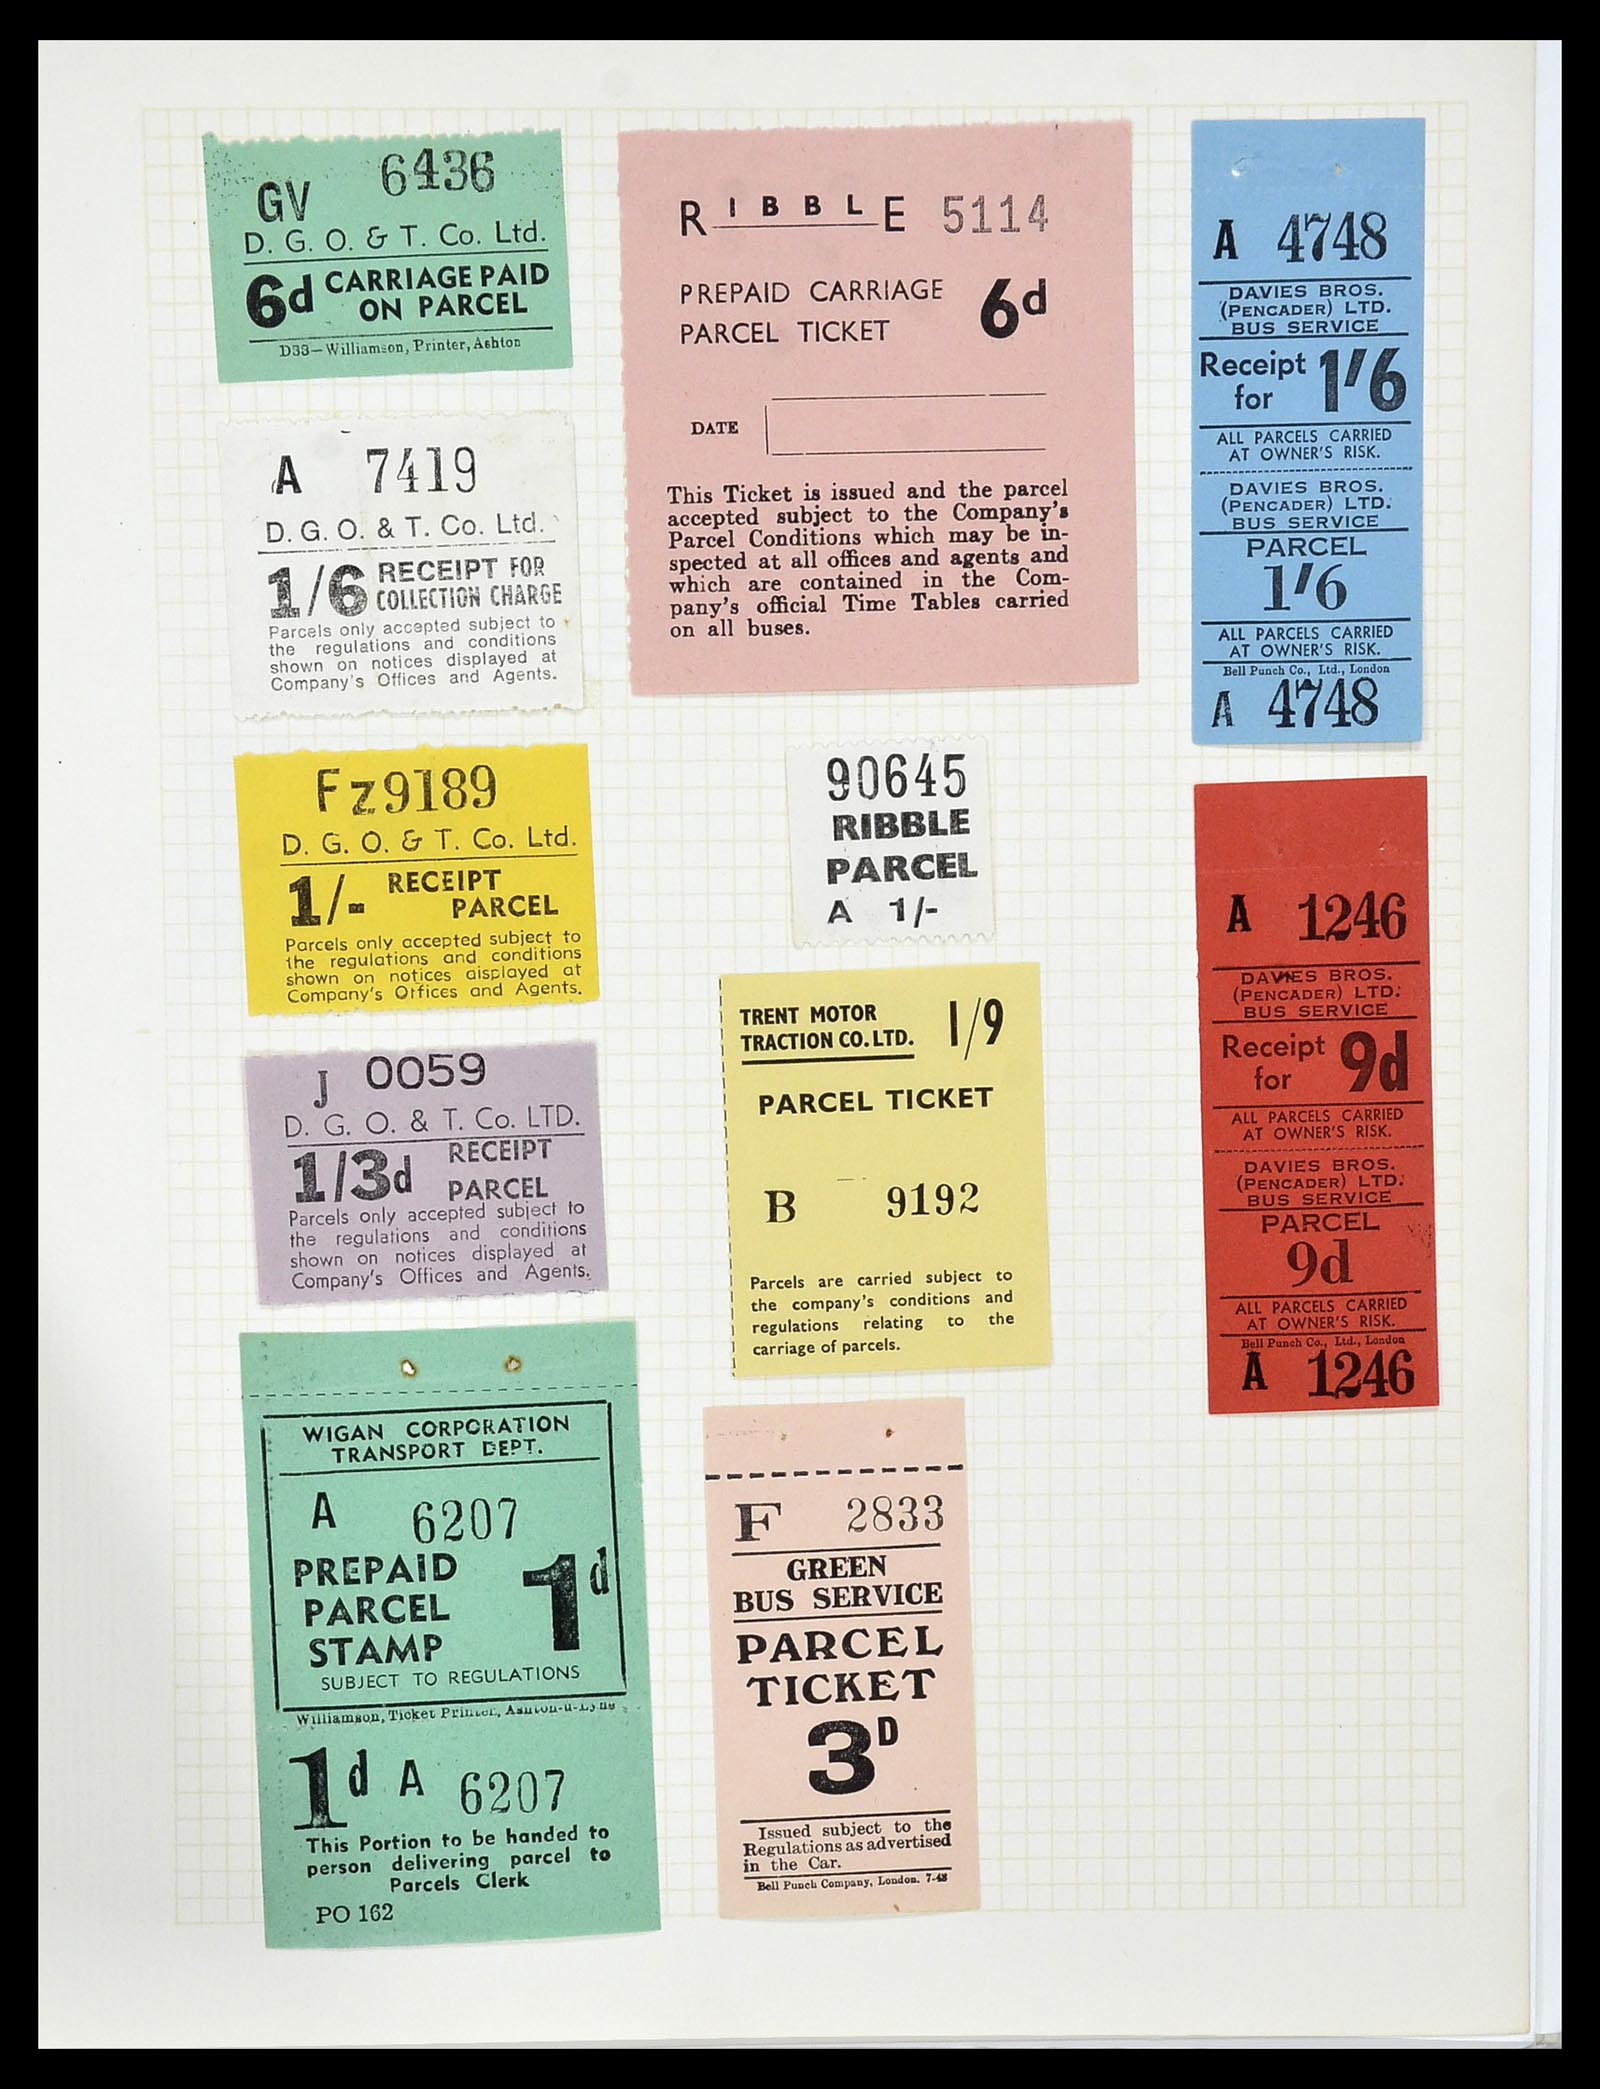 GV 6436
D. G. O. & T. Co. Ltd.
6d CARRIAGE PAID
ON PARCEL
D33—Williamson, Printer, Ashton
A 7419
D. G. O. & T. Co. Ltd.
1/6 RECEIPT FOR
COLLECTION CHARGE
Parcels only accepted subject to
the regulations and conditions
shown on notices displayed at
Company's Offices and Agents.
Fz9189
D. G. O. & T. Co. Ltd.
1/- RECEIPT
PARCEL
Parcels only accepted subject to
the regulations and conditions
shown on notices displayed at
Company's Offices and Agents.
J 0059
D. G. O. & T. Co. LTD.
1/3d RECEIPT
PARCEL
Parcels only accepted subject to
the regulations and conditions
shown on notices displayed at
Company's Offices and Agents.
WIGAN CORPORATION
TRANSPORT DEPT.
A 6207
PREPAID
PARCEL
STAMP
1d
SUBJECT TO REGULATIONS
Williamson, Ticket Printer, Ashton-u-Lyne
1d A 6207
This Portion to be handed to
person delivering parcel to
Parcels Clerk
PO 162
RIBBLE 5114
PREPAID CARRIAGE
PARCEL TICKET
6d
DATE
This Ticket is issued and the parcel
accepted subject to the Company's
Parcel Conditions which may be in-
spected at all offices and agents and
which are contained in the Com-
pany's official Time Tables carried
on all buses.
90645
RIBBLE
PARCEL
A 1/-
TRENT MOTOR
TRACTION CO. LTD.
1/9
PARCEL TICKET
B 9192
Parcels are carried subject to
the company's conditions and
regulations relating to the
carriage of parcels.
F 2833
GREEN
BUS SERVICE
PARCEL
TICKET
3D
Issued subject to the
Regulations as advertised
in the Car.
Bell Punch Company, London. 7-48
A 4748
DAVIES BROS.
(PENCADER) LTD.
BUS SERVICE
Receipt
for
1/6
ALL PARCELS CARRIED
AT OWNER'S RISK.
DAVIES BROS.
(PENCADER) LTD.
BUS SERVICE
PARCEL
1/6
ALL PARCELS CARRIED
AT OWNER'S RISK.
Bell Punch Co., Ltd., London
A 4748
A 1246
DAVIES BROS.
(PENCADER) LTD.
BUS SERVICE
Receipt
for
9d
ALL PARCELS CARRIED
AT OWNER'S RISK.
DAVIES BROS.
(PENCADER) LTD.
BUS SERVICE
PARCEL
9d
ALL PARCELS CARRIED
AT OWNER'S RISK.
Bell Punch Co., Ltd., London
A 1246